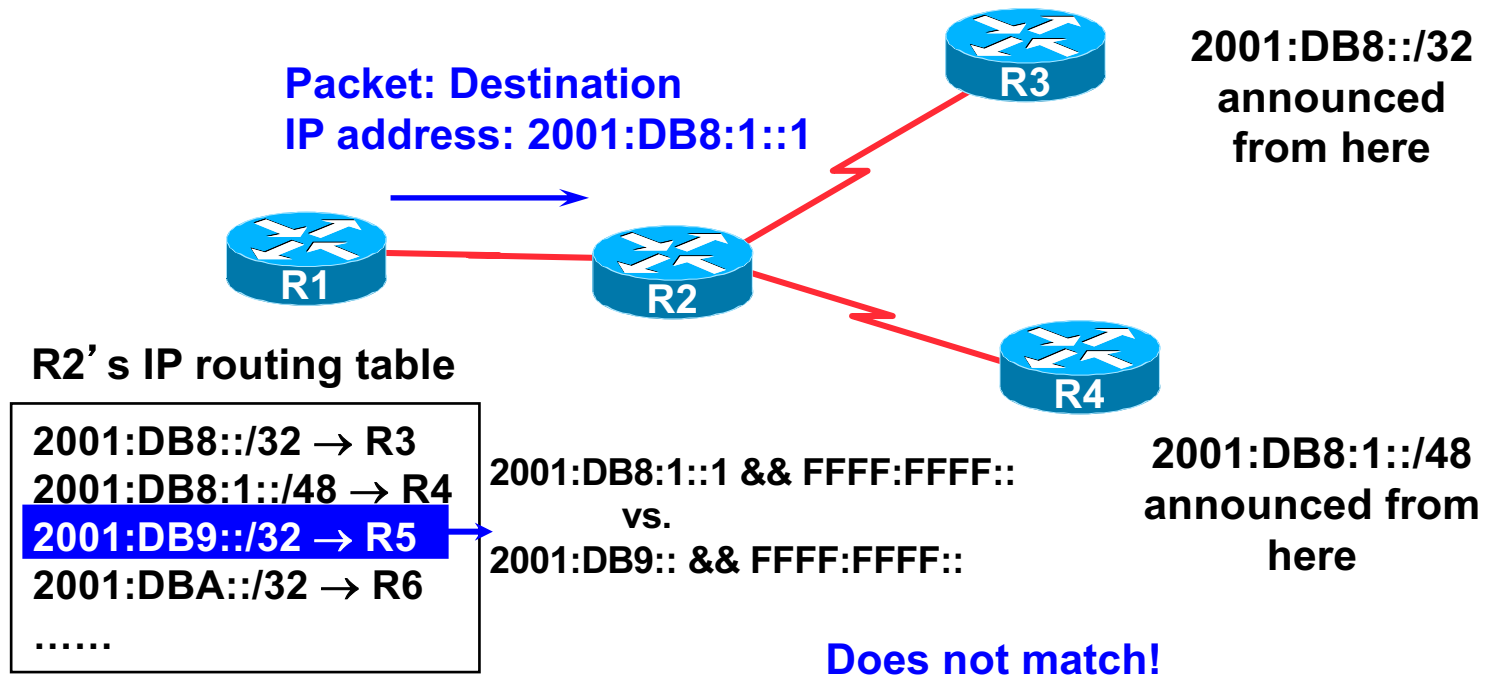 Packet: Destination
IP address: 2001:DB8:1::1
R3
2001:DB8::/32
announced
from here
R1
R2
R4
2001:DB8:1::/48
announced from
here
R2’s IP routing table
2001:DB8::/32 → R3
2001:DB8:1::/48 → R4
2001:DB9::/32 → R5
2001:DBA::/32 → R6
……
2001:DB8:1::1 && FFFF:FFFF::
vs.
2001:DB9:: && FFFF:FFFF::
Does not match!